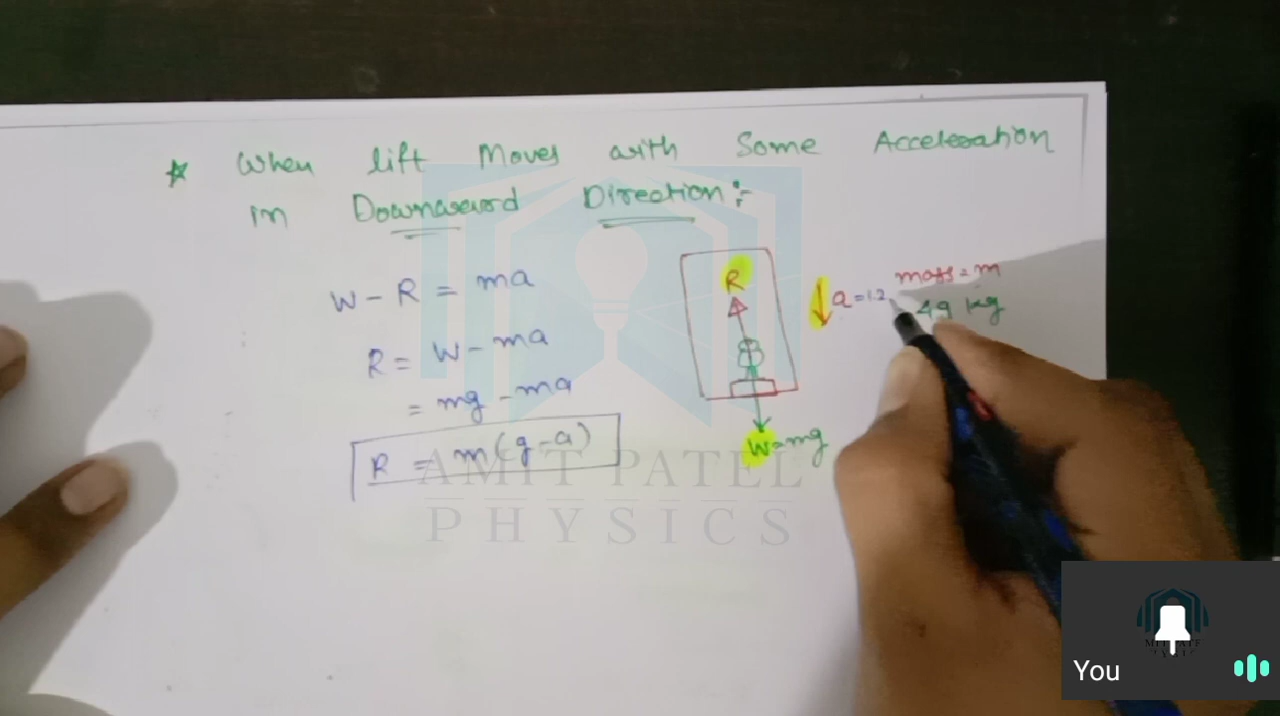 * When lift Moves with Some Acceleration
in Downward Direction:-
W - R = ma
R = W - ma
= mg - ma
R = m(g-a)
R
W=mg
a = 1.2
mass = m
49 kg
AMIT PATEL
PHYSICS
You